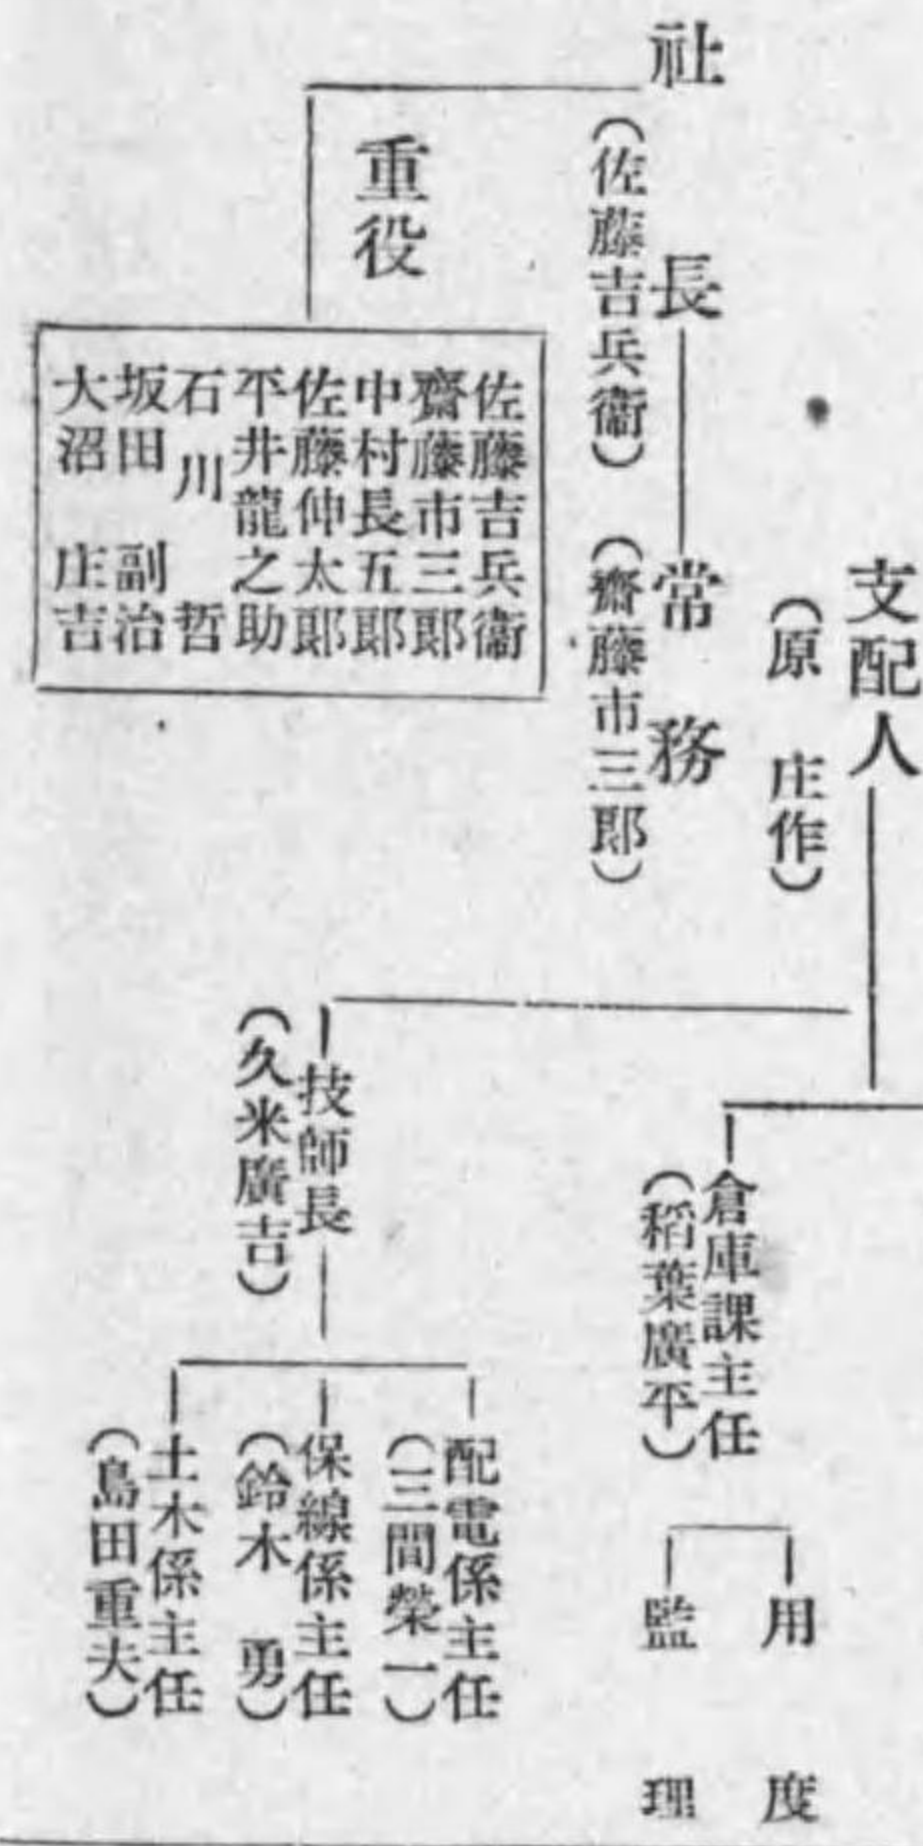 支配人
(原 庄作)
社長
(佐藤吉兵衞)
常務
(齋藤市三郎)
重役
佐藤吉兵衞
齋藤市三郎
中村長五郎
佐藤伸太郎
平井龍之助
石川 哲
坂田 副治
大沼 庄吉
倉庫課主任
(稻葉廣平)
用度
監理
技師長
(久米廣吉)
配電係主任
(三間榮一)
保線係主任
(鈴木 勇)
土木係主任
(島田重夫)